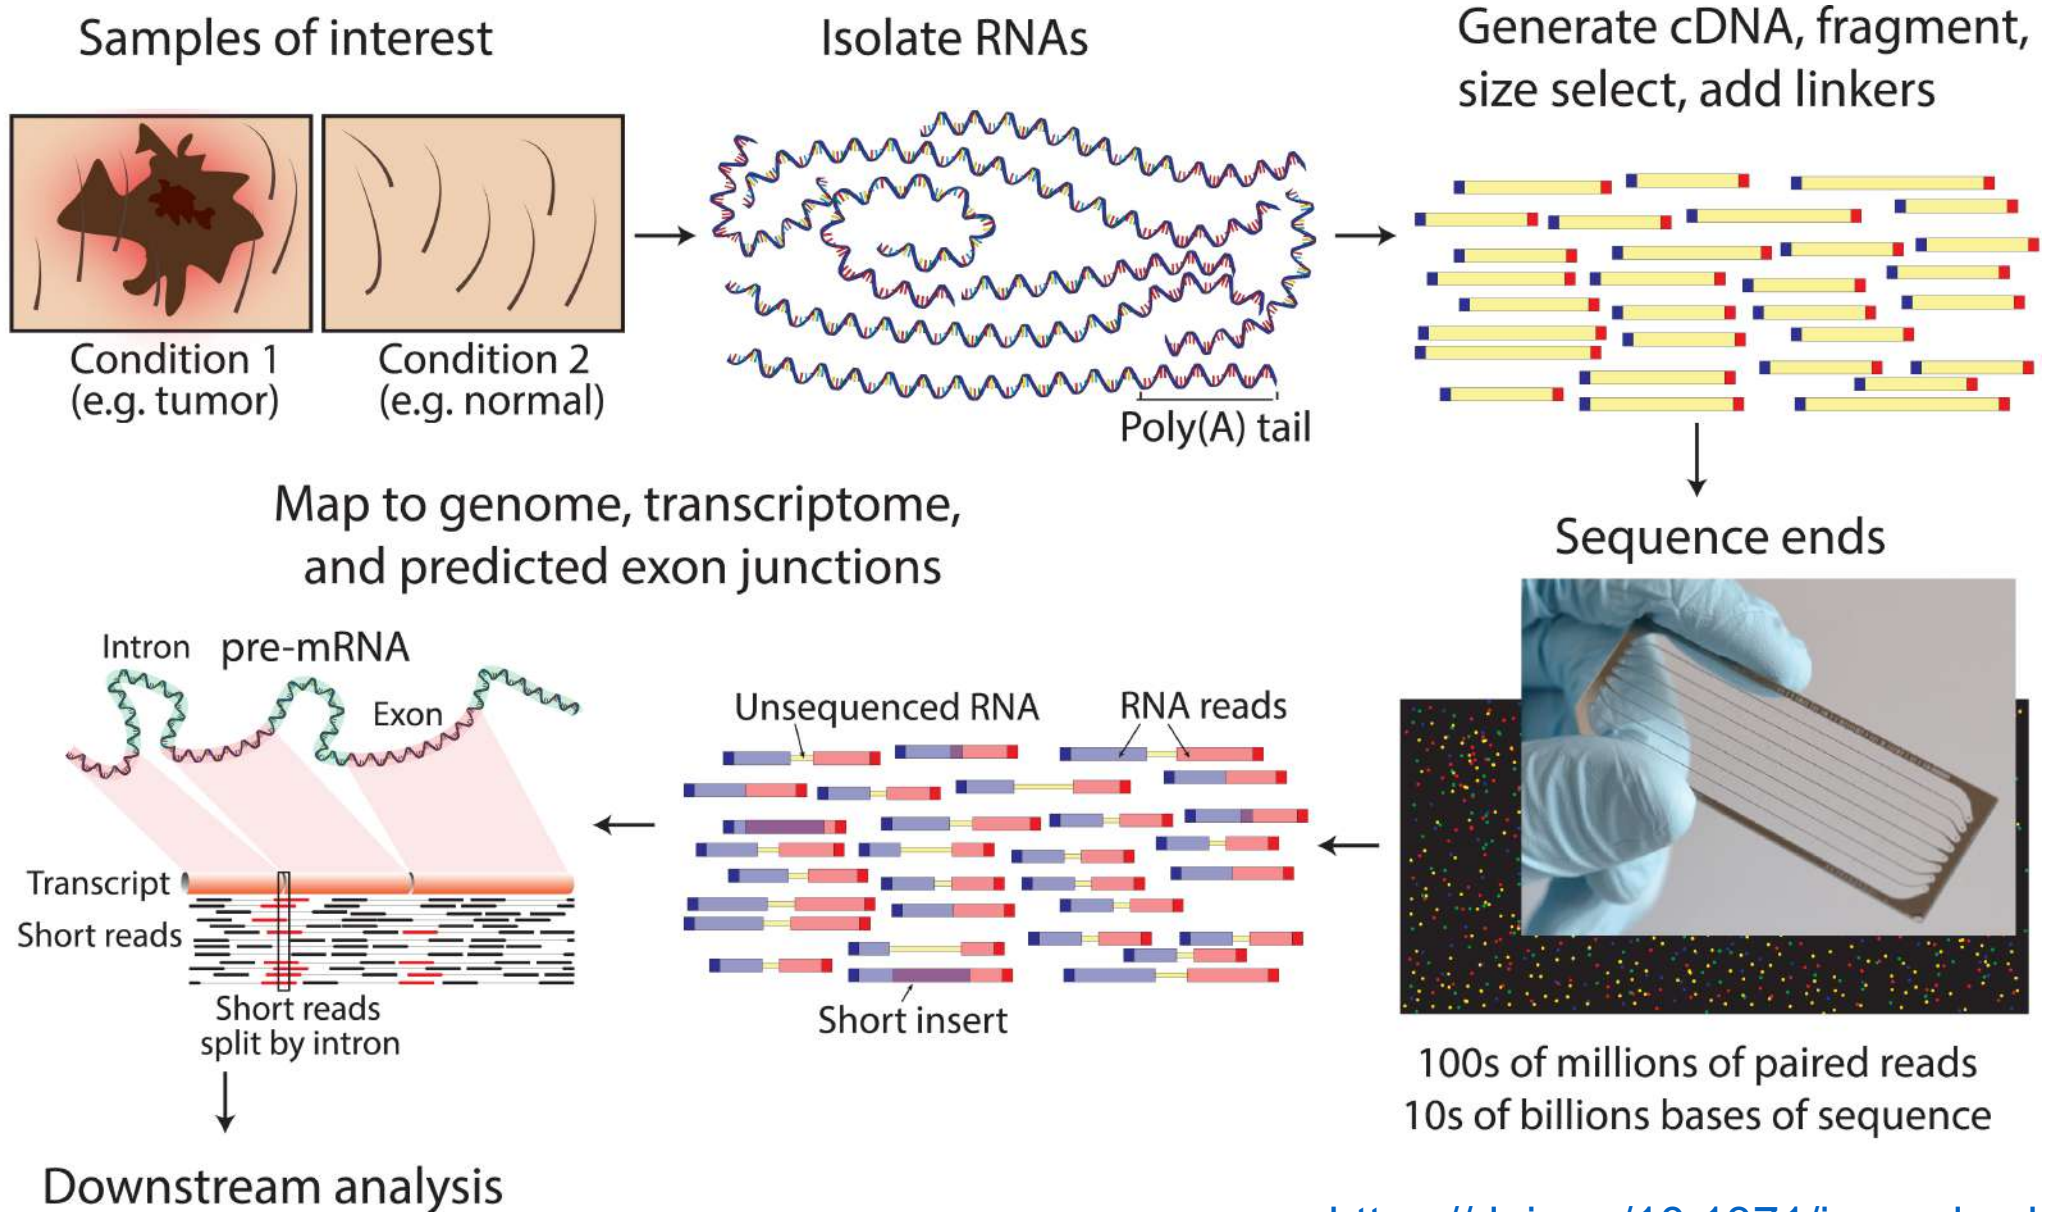 Samples of interest
Condition 1
(e.g. tumor)
Condition 2
(e.g. normal)
Isolate RNAs
Poly(A) tail
Generate cDNA, fragment,
size select, add linkers
Sequence ends
100s of millions of paired reads
10s of billions bases of sequence
Unsequenced RNA
RNA reads
Short insert
Map to genome, transcriptome,
and predicted exon junctions
Intron
pre-mRNA
Exon
Transcript
Short reads
Short reads
split by intron
Downstream analysis